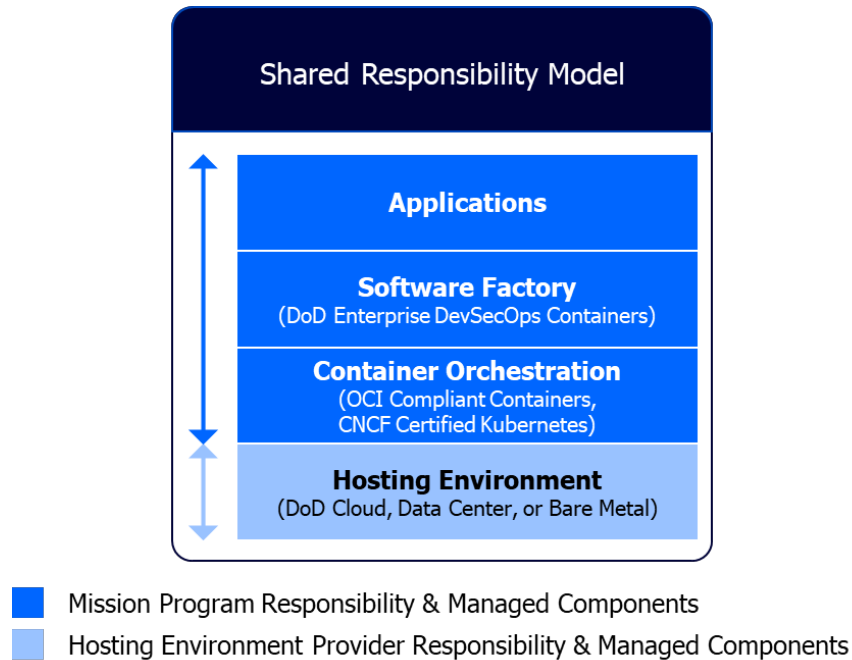 Shared Responsibility Model
Applications
Software Factory
(DoD Enterprise DevSecOps Containers)
Container Orchestration
(OCI Compliant Containers,
CNCF Certified Kubernetes)
Hosting Environment
(DoD Cloud, Data Center, or Bare Metal)
Mission Program Responsibility & Managed Components
Hosting Environment Provider Responsibility & Managed Components